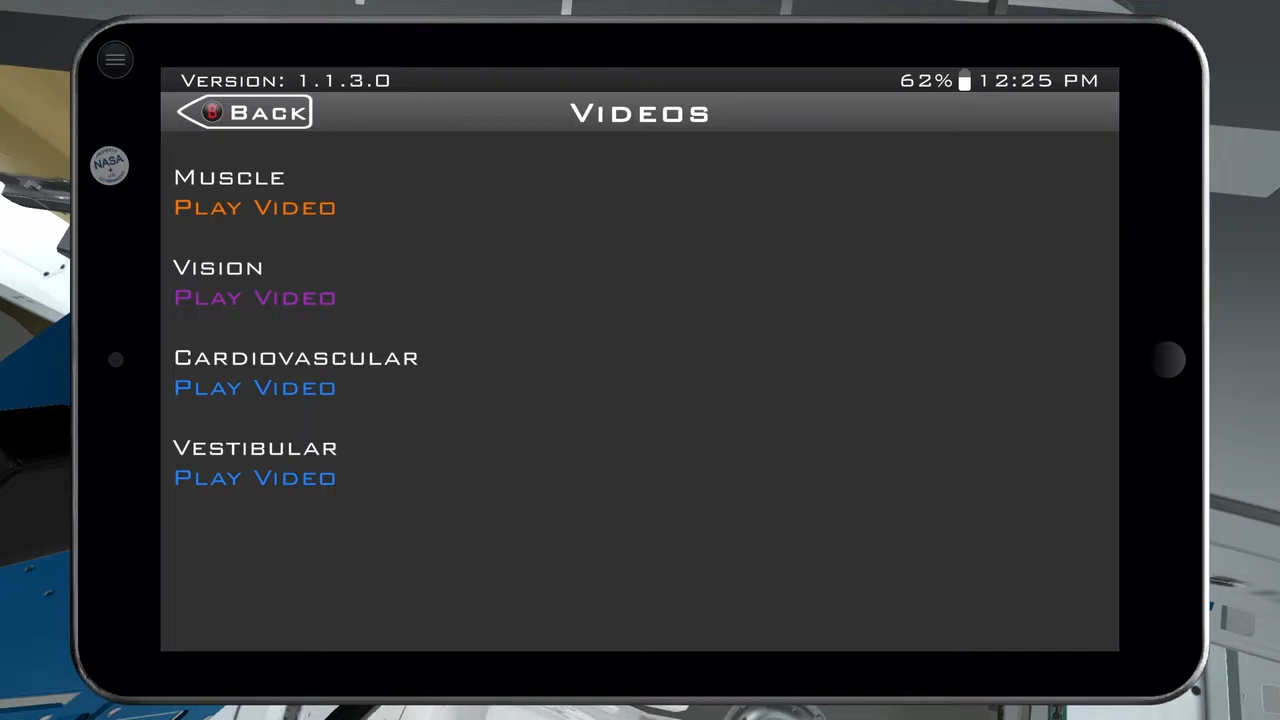 Version: 1.1.3.0
62% 12:25 PM
B Back
Videos
NASA
Muscle
Play Video
Vision
Play Video
Cardiovascular
Play Video
Vestibular
Play Video